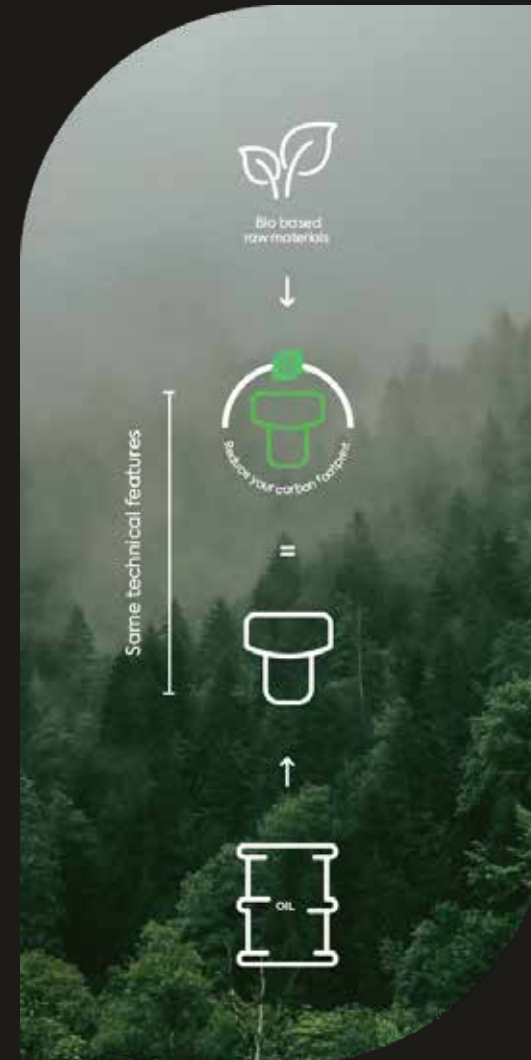 Bio based
raw materials
Reduce your carbon footprint
=
Same technical features
OIL